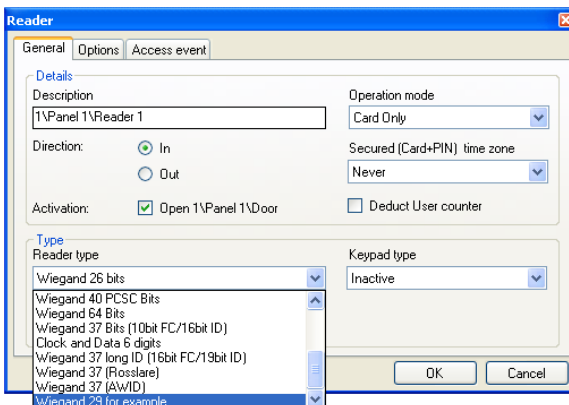 Reader
General Options Access event
Details
Description
1\Panel 1\Reader 1
Operation mode
Card Only
Direction:
In
Out
Secured (Card+PIN) time zone
Never
Activation:
Open 1\Panel 1\Door
Deduct User counter
Type
Reader type
Wiegand 26 bits
Keypad type
Inactive
Wiegand 40 PCSC Bits
Wiegand 64 Bits
Wiegand 37 Bits (10bit FC/16bit ID)
Clock and Data 6 digits
Wiegand 37 long ID (16bit FC/19bit ID)
Wiegand 37 (Rosslare)
Wiegand 37 (AWID)
Wiegand 29 for example
OK Cancel